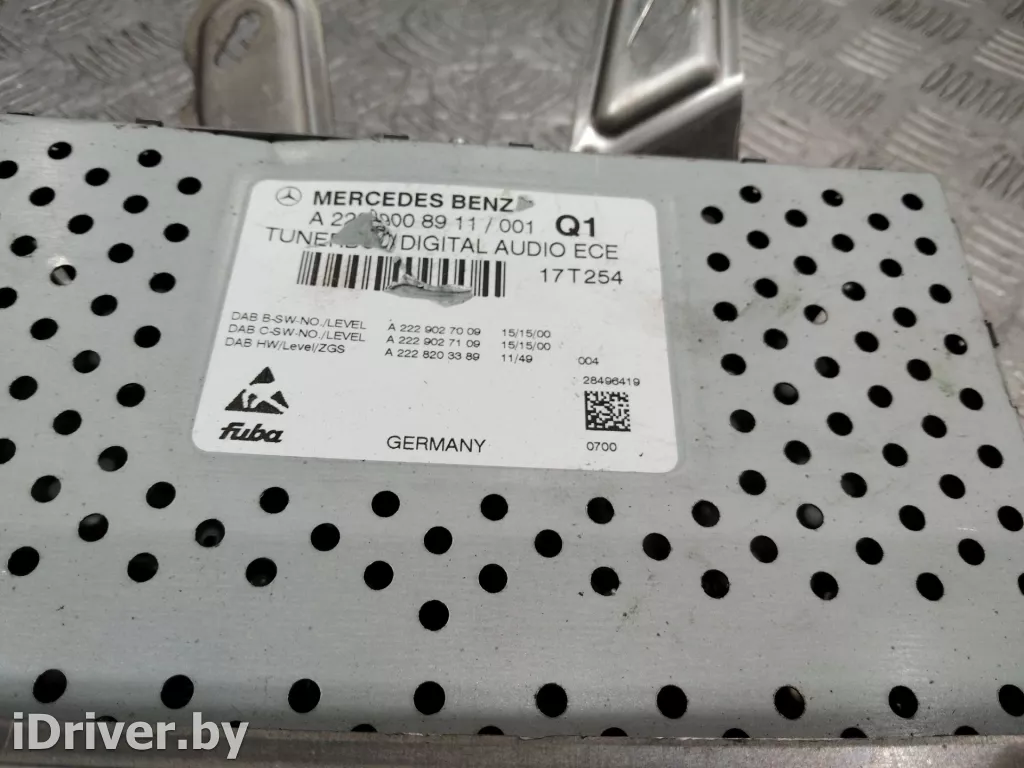 MERCEDES BENZ
A 8911/001 Q1
DIGITAL AUDIO ECE
17T254
DAB B-SW-NO./LEVEL A 222 902 70 09 15/15/00
DAB C-SW-NO./LEVEL A 222 902 71 09 15/15/00
DAB HW/Level/ZGS A 222 820 33 89 11/49 004
28496419
fuba
GERMANY
0700
iDriver.by